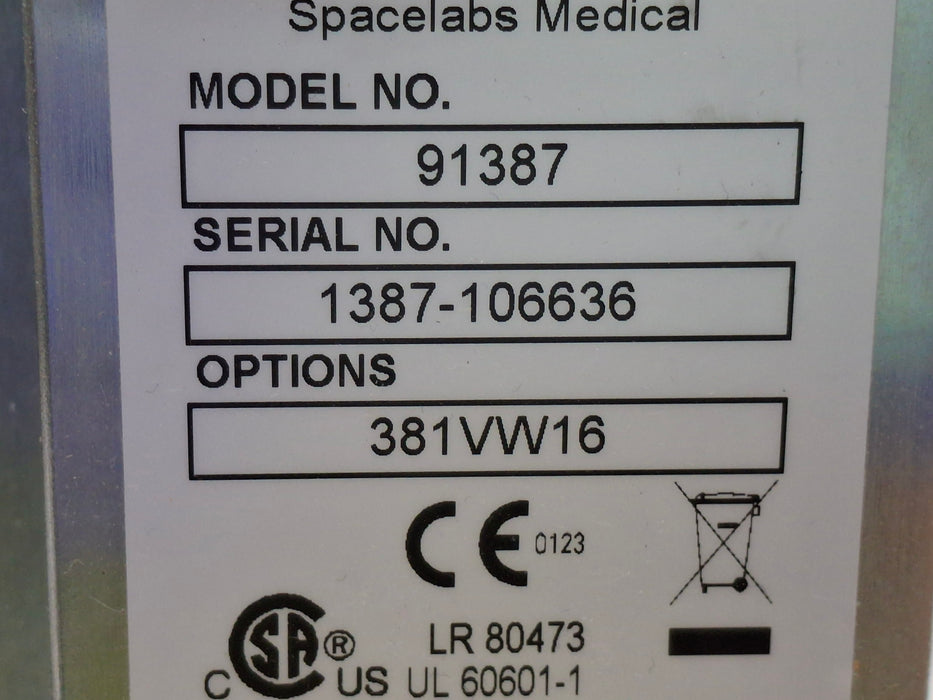 Spacelabs Medical
MODEL NO.
91387
SERIAL NO.
1387-106636
OPTIONS
381VW16
CE 0123
CSA® LR 80473
C US UL 60601-1